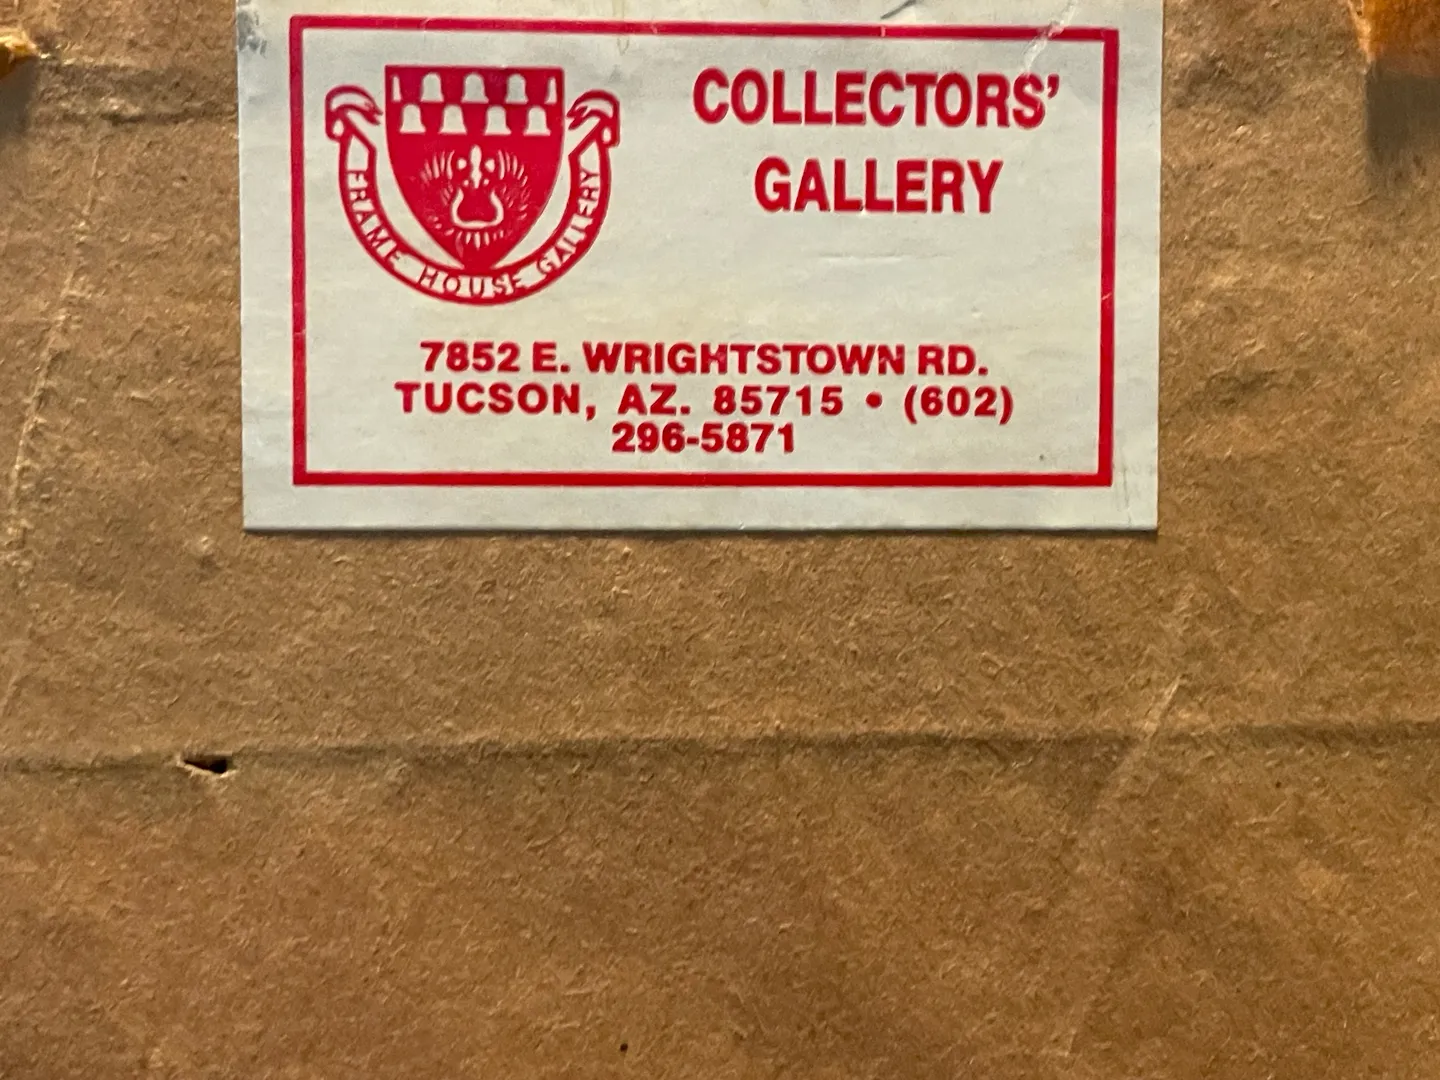 COLLECTORS'
GALLERY
FRAME HOUSE GALLERY
7852 E. WRIGHTSTOWN RD.
TUCSON, AZ. 85715 • (602)
296-5871